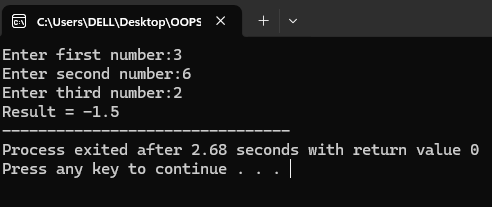 C:\Users\DELL\Desktop\OOPS
Enter first number:3
Enter second number:6
Enter third number:2
Result = -1.5
--------------------------------
Process exited after 2.68 seconds with return value 0
Press any key to continue . . .